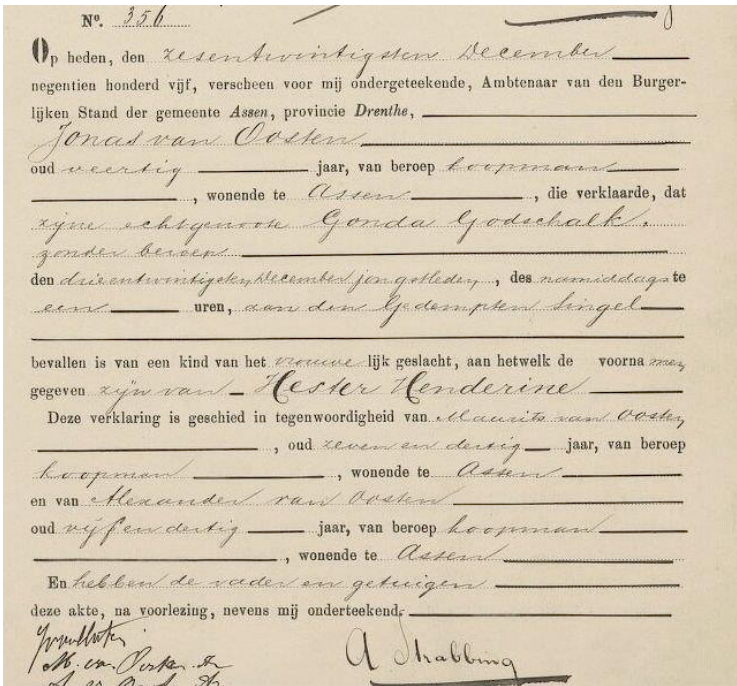 No. 356
Op heden, den zesentwintigsten December
negentien honderd vijf, verscheen voor mij ondergeteekende, Ambtenaar van den Burger-
lijken Stand der gemeente Assen, provincie Drenthe,
Jonas van Oosten
oud veertig jaar, van beroep koopman
, wonende te Assen , die verklaarde, dat
zijne echtgenoote Gonda Godschalk,
zonder beroep
den drieentwintigsten December jongstleden, des namiddags te
een uren, aan den Gedempten Singel
bevallen is van een kind van het vrouwelijk geslacht, aan hetwelk de voornamen
gegeven zijn van Hester Henderine
Deze verklaring is geschied in tegenwoordigheid van Maurits van Oosten
, oud zeven en dertig jaar, van beroep
koopman , wonende te Assen
en van Alexander van Oosten
oud vijf en dertig jaar, van beroep koopman
, wonende te Assen
En hebben de vader en getuigen
deze akte, na voorlezing, nevens mij onderteekend.
M. van Oosten
A Strabbing